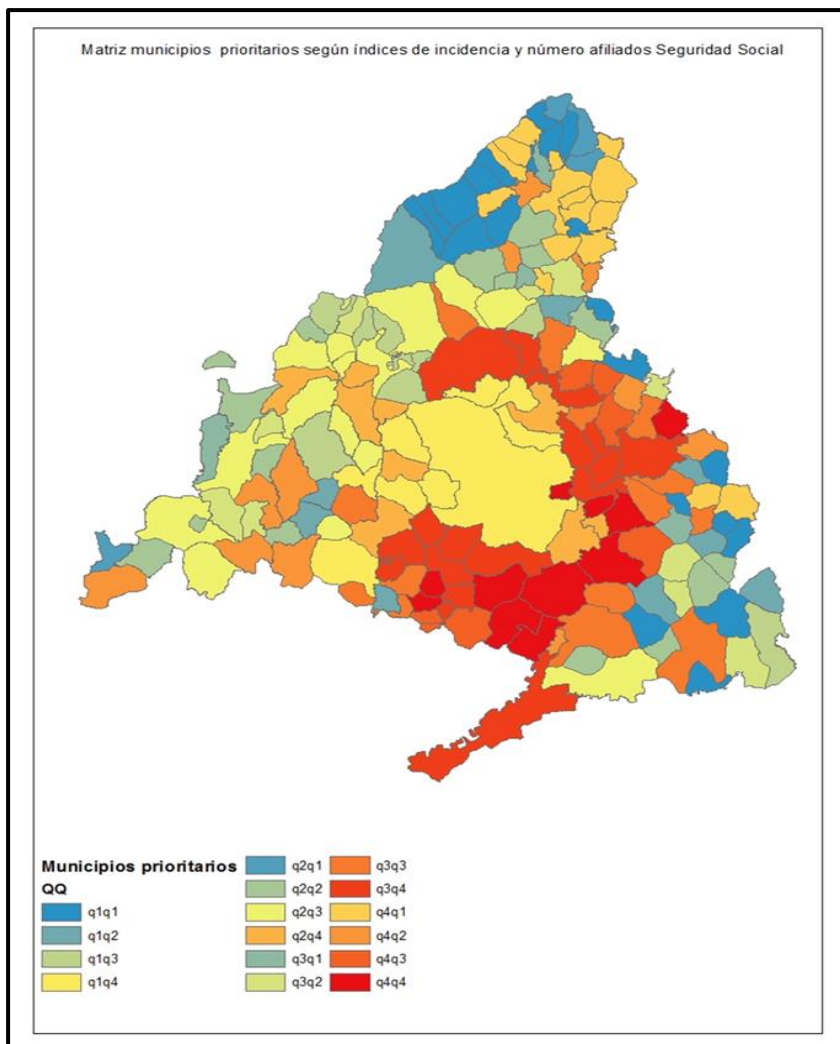 Matriz municipios prioritarios según índices de incidencia y número afiliados Seguridad Social
Municipios prioritarios
QQ
q1q1
q1q2
q1q3
q1q4
q2q1
q2q2
q2q3
q2q4
q3q1
q3q2
q3q3
q3q4
q4q1
q4q2
q4q3
q4q4